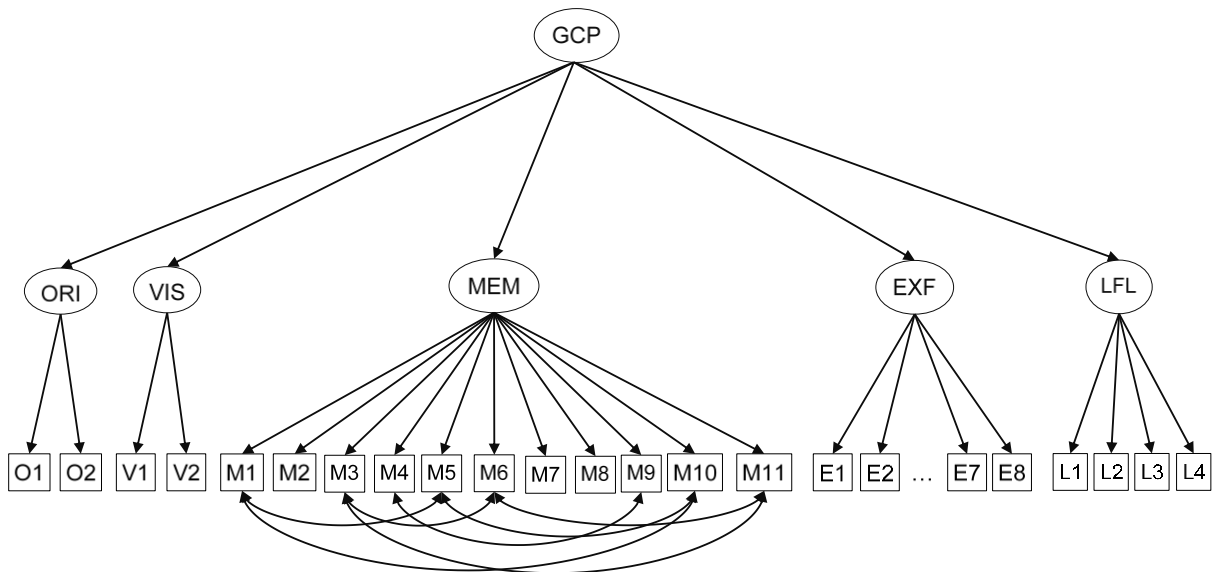 GCP
ORI VIS MEM EXF LFL
O1 O2 V1 V2 M1 M2 M3 M4 M5 M6 M7 M8 M9 M10 M11 E1 E2 … E7 E8 L1 L2 L3 L4